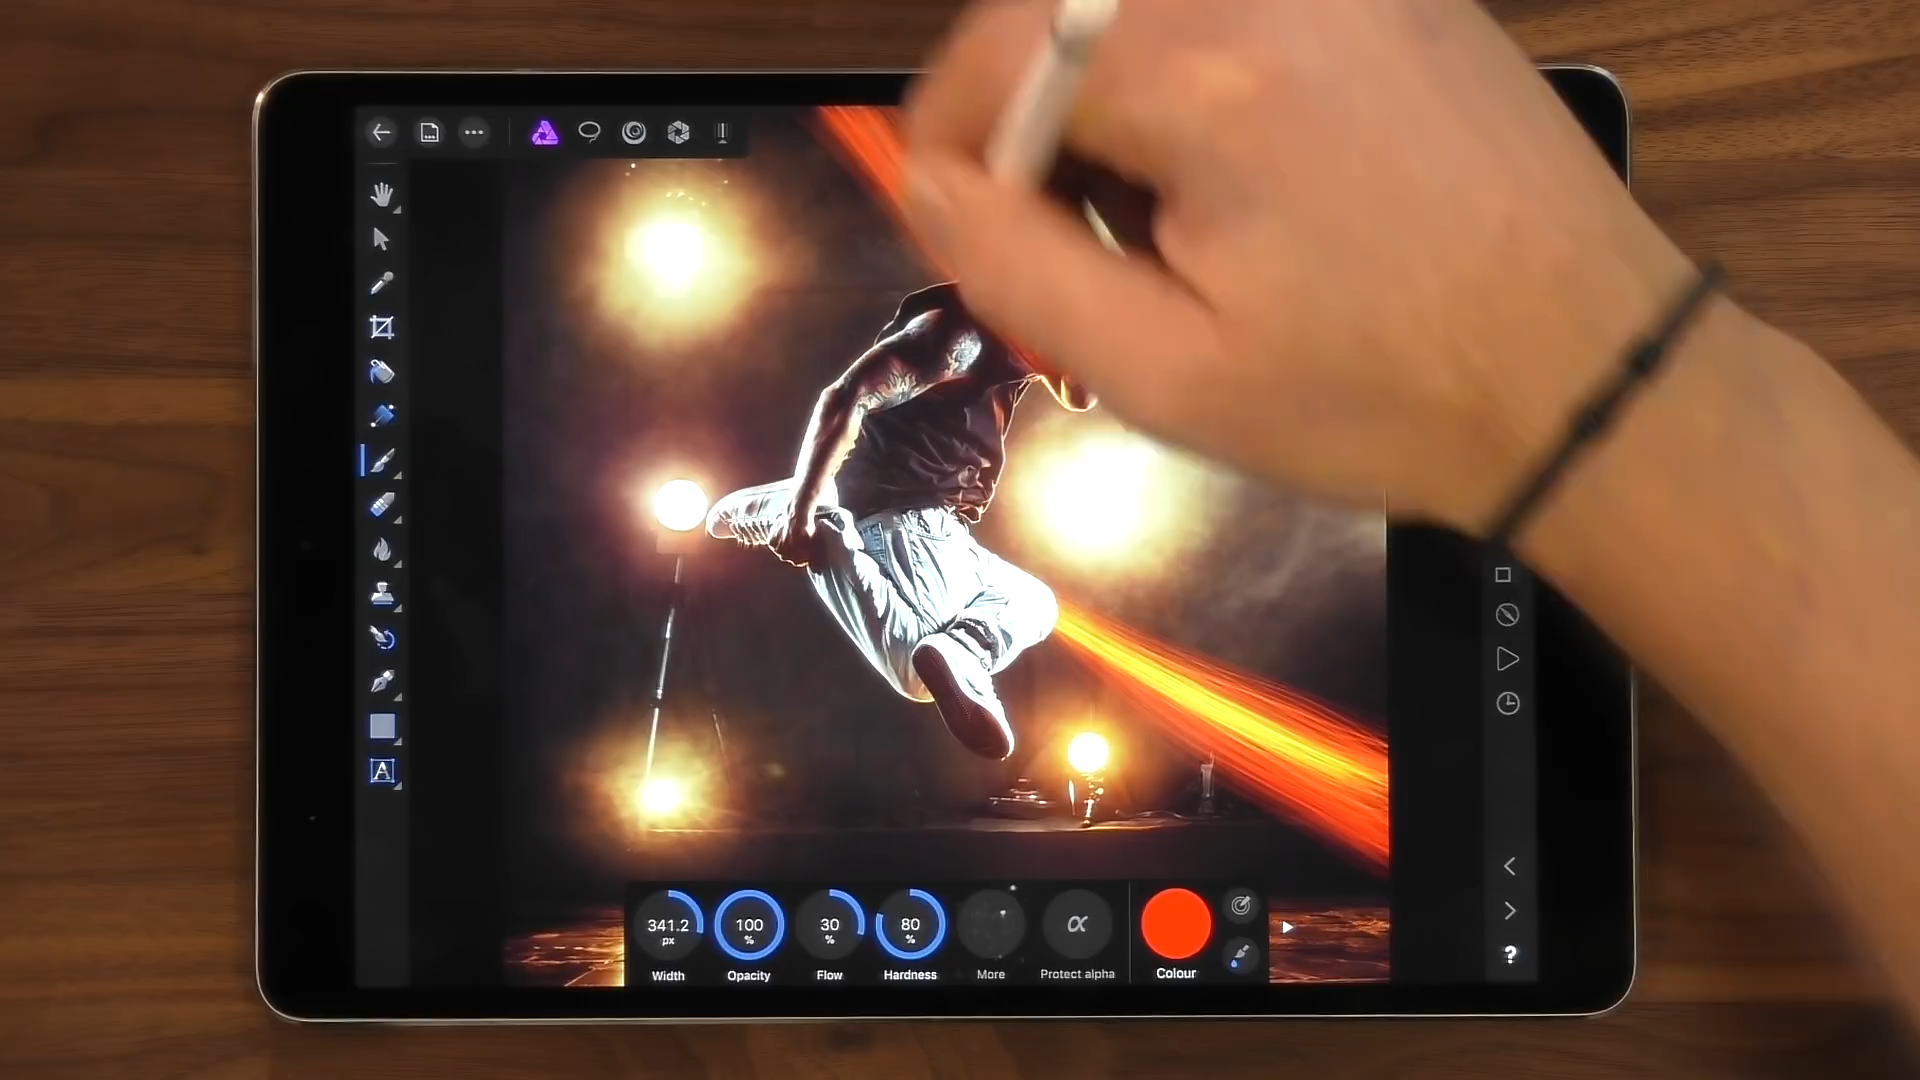 A
341.2
px
100
%
30
%
80
%
α
Width
Opacity
Flow
Hardness
More
Protect alpha
Colour
?